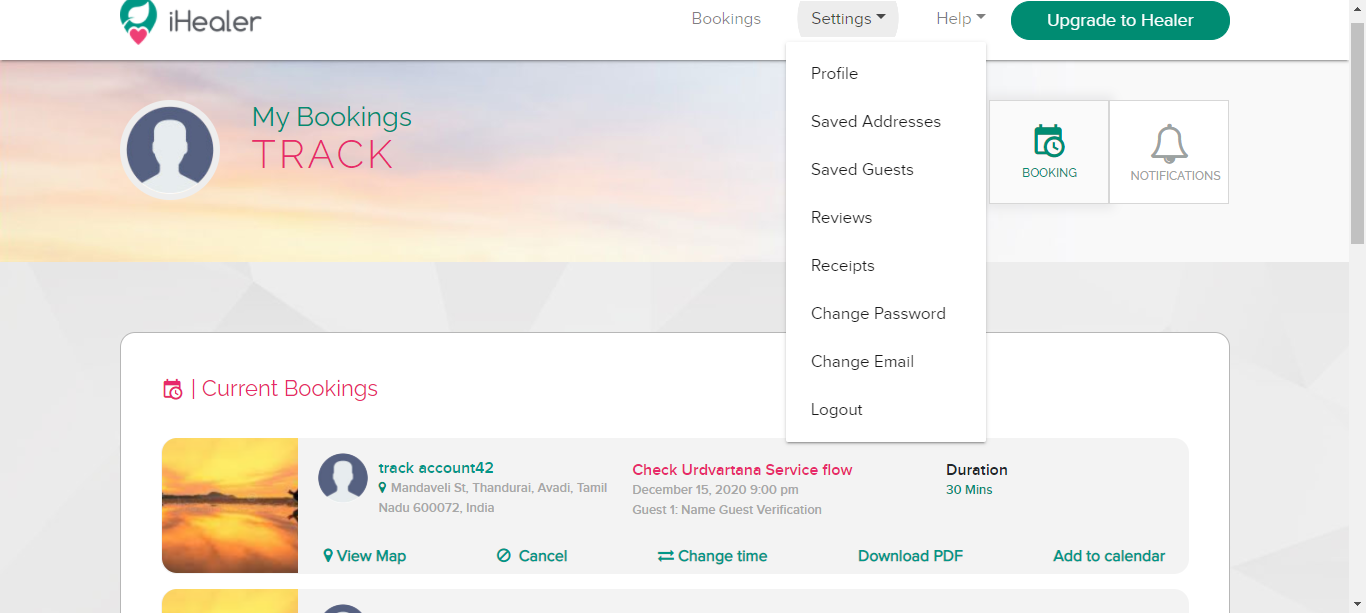 iHealer
Bookings
Settings
Help
Upgrade to Healer
Profile
Saved Addresses
Saved Guests
Reviews
Receipts
Change Password
Change Email
Logout
My Bookings
TRACK
BOOKING
NOTIFICATIONS
| Current Bookings
track account42
Mandaveli St, Thandurai, Avadi, Tamil
Nadu 600072, India
Check Urdvartana Service flow
December 15, 2020 9:00 pm
Guest 1: Name Guest Verification
Duration
30 Mins
View Map
Cancel
Change time
Download PDF
Add to calendar